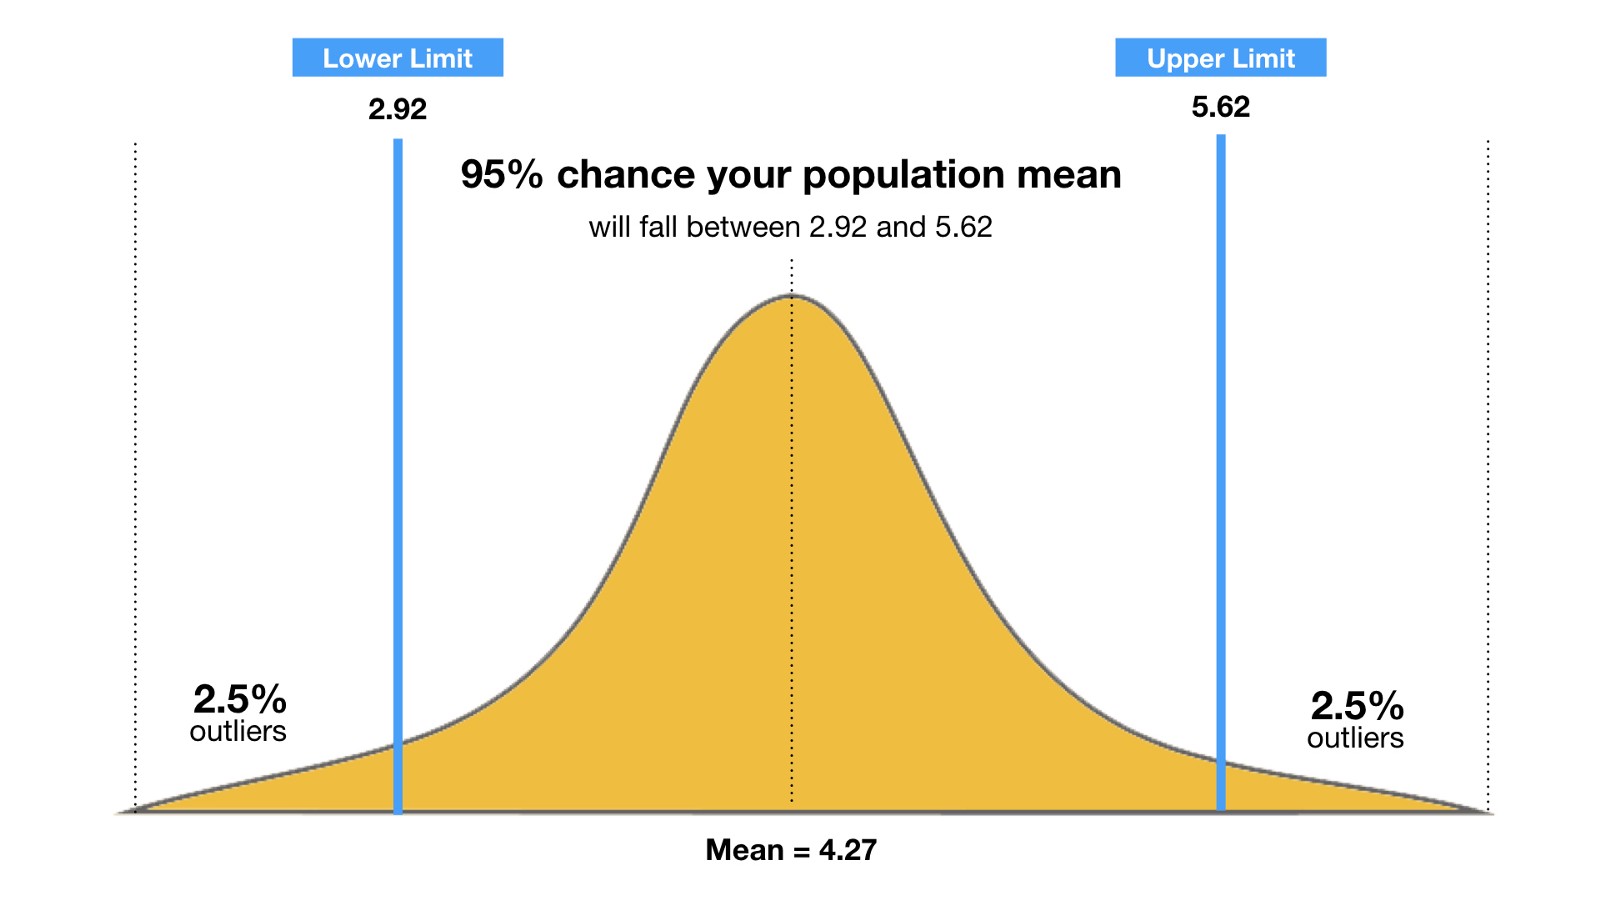 Lower Limit
Upper Limit
2.92
5.62
95% chance your population mean
will fall between 2.92 and 5.62
2.5%
outliers
2.5%
outliers
Mean = 4.27